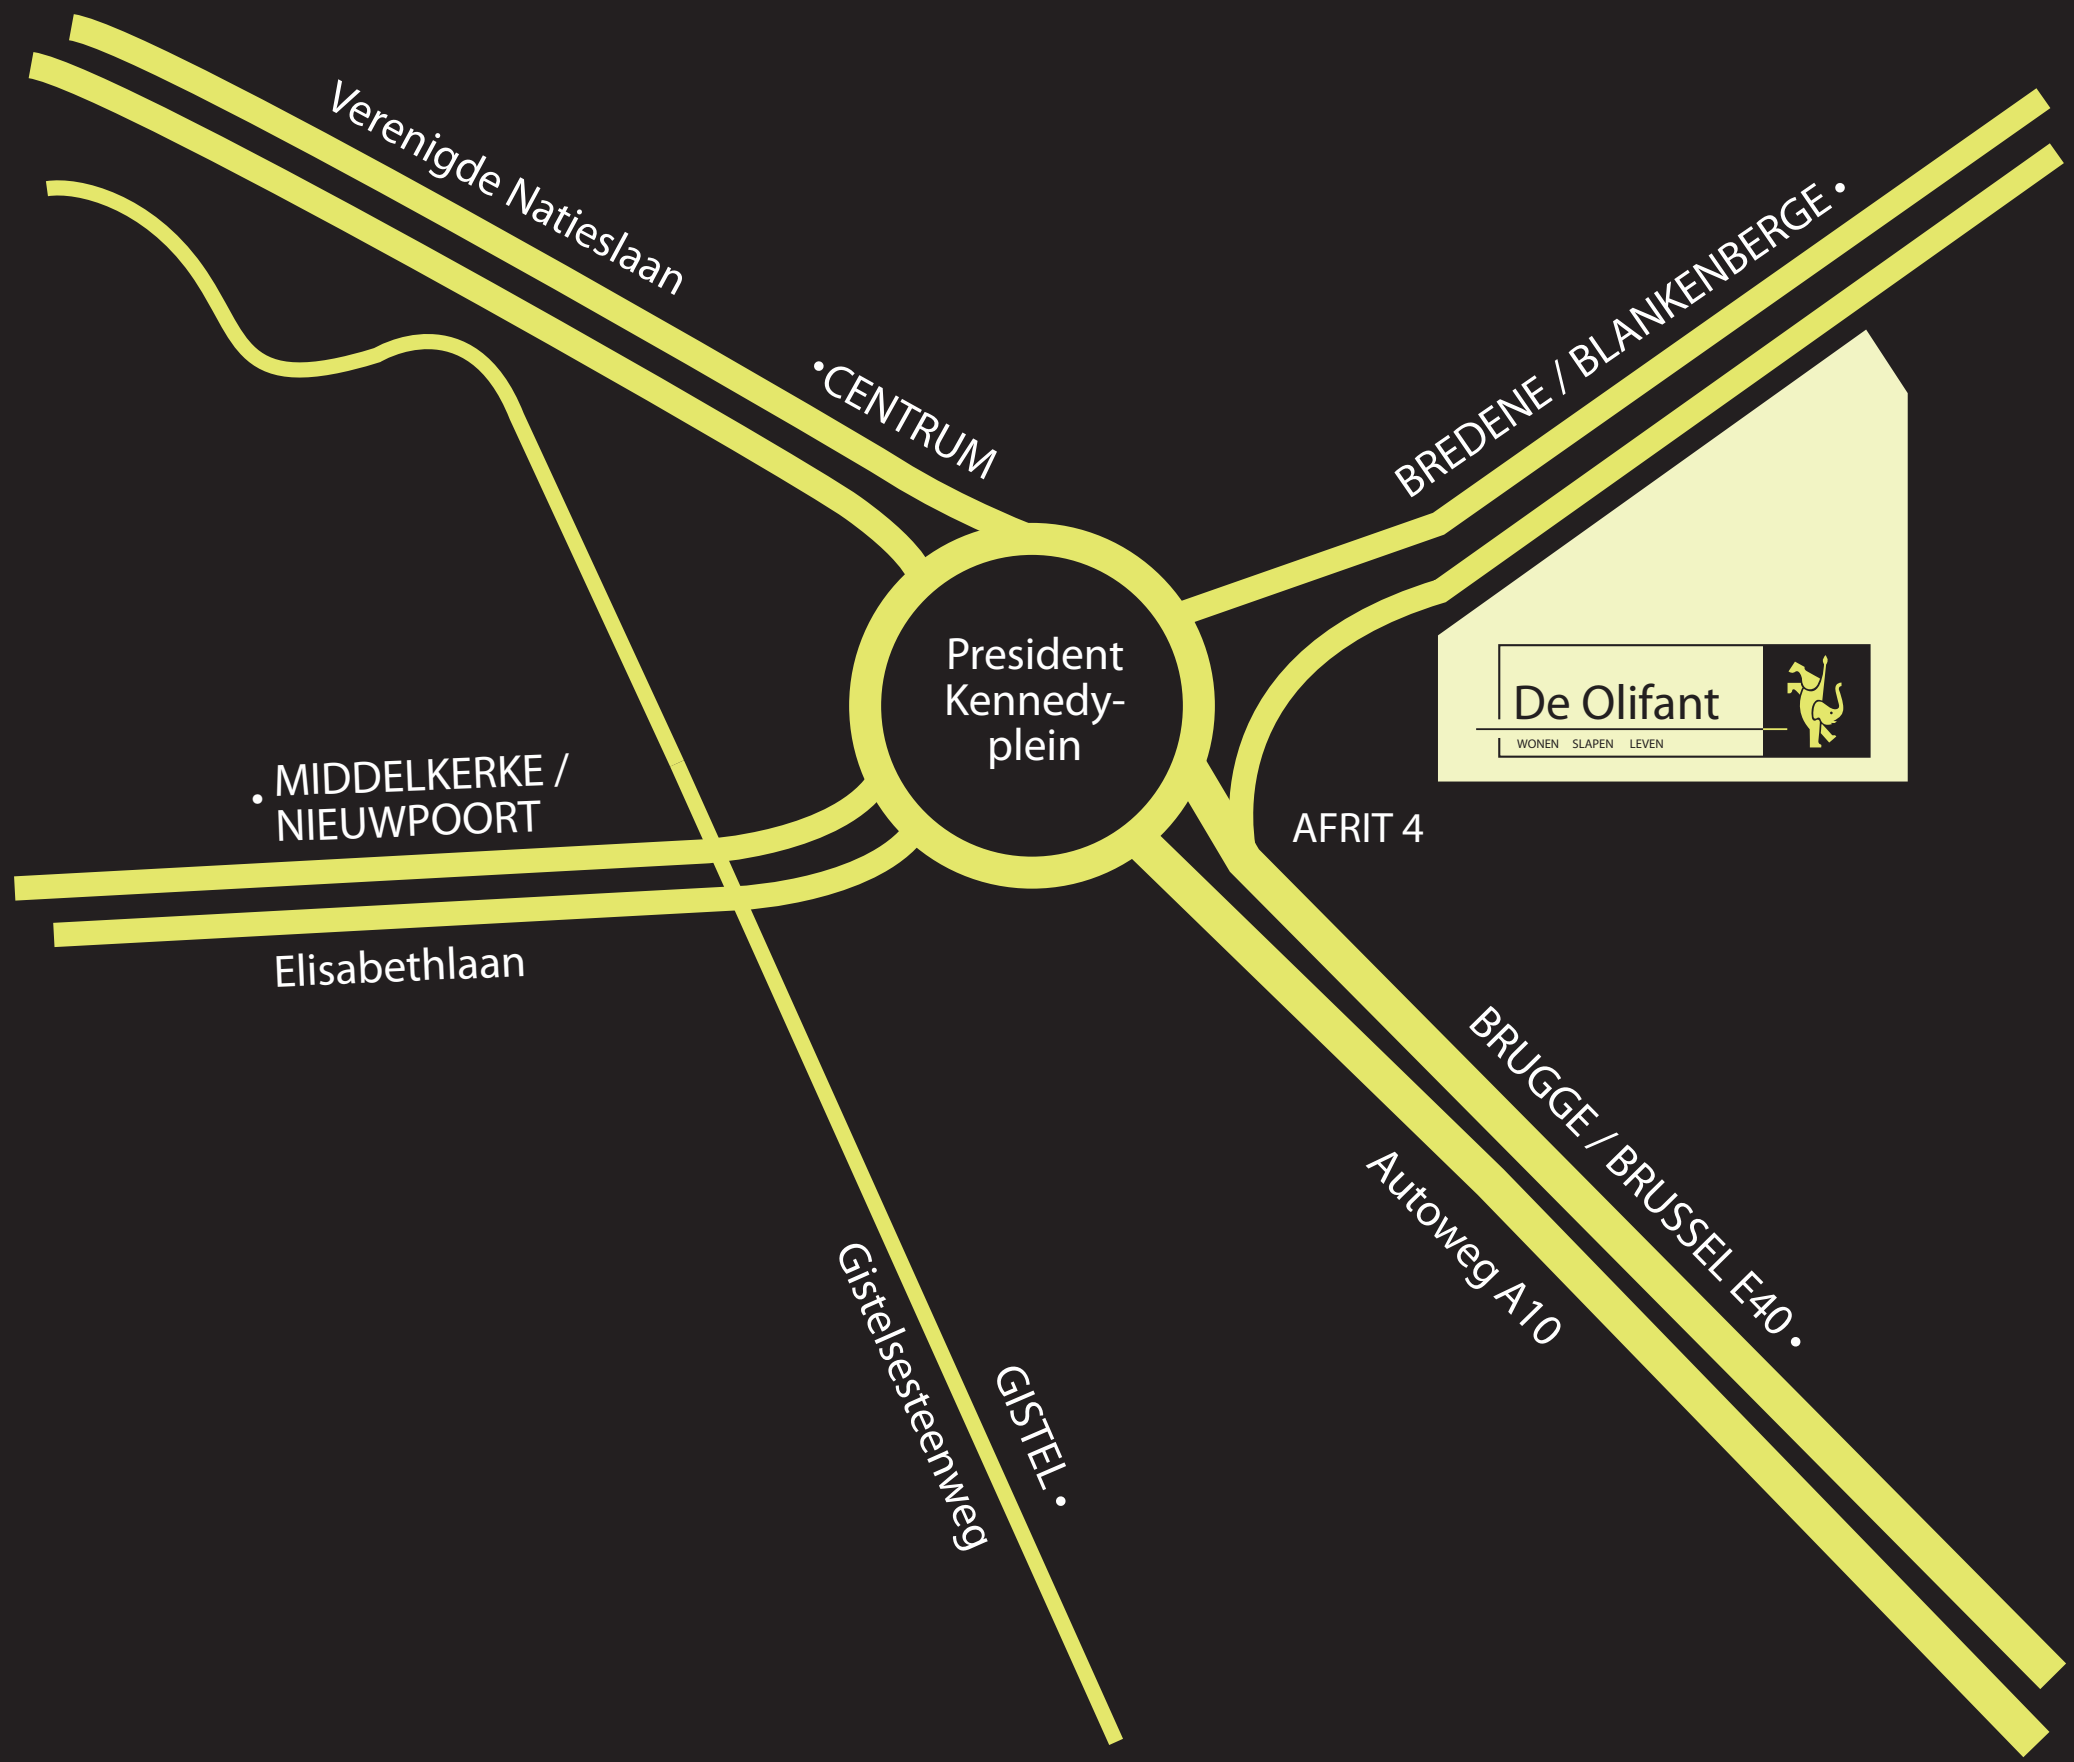 Verenigde Natieslaan
•CENTRUM
BREDENE / BLANKENBERGE •
President
Kennedy-
plein
De Olifant
WONEN SLAPEN LEVEN
• MIDDELKERKE /
NIEUWPOORT
AFRIT 4
Elisabethlaan
BRUGGE / BRUSSEL E40 •
Autoweg A10
Gistelsesteenweg
GISTEL •